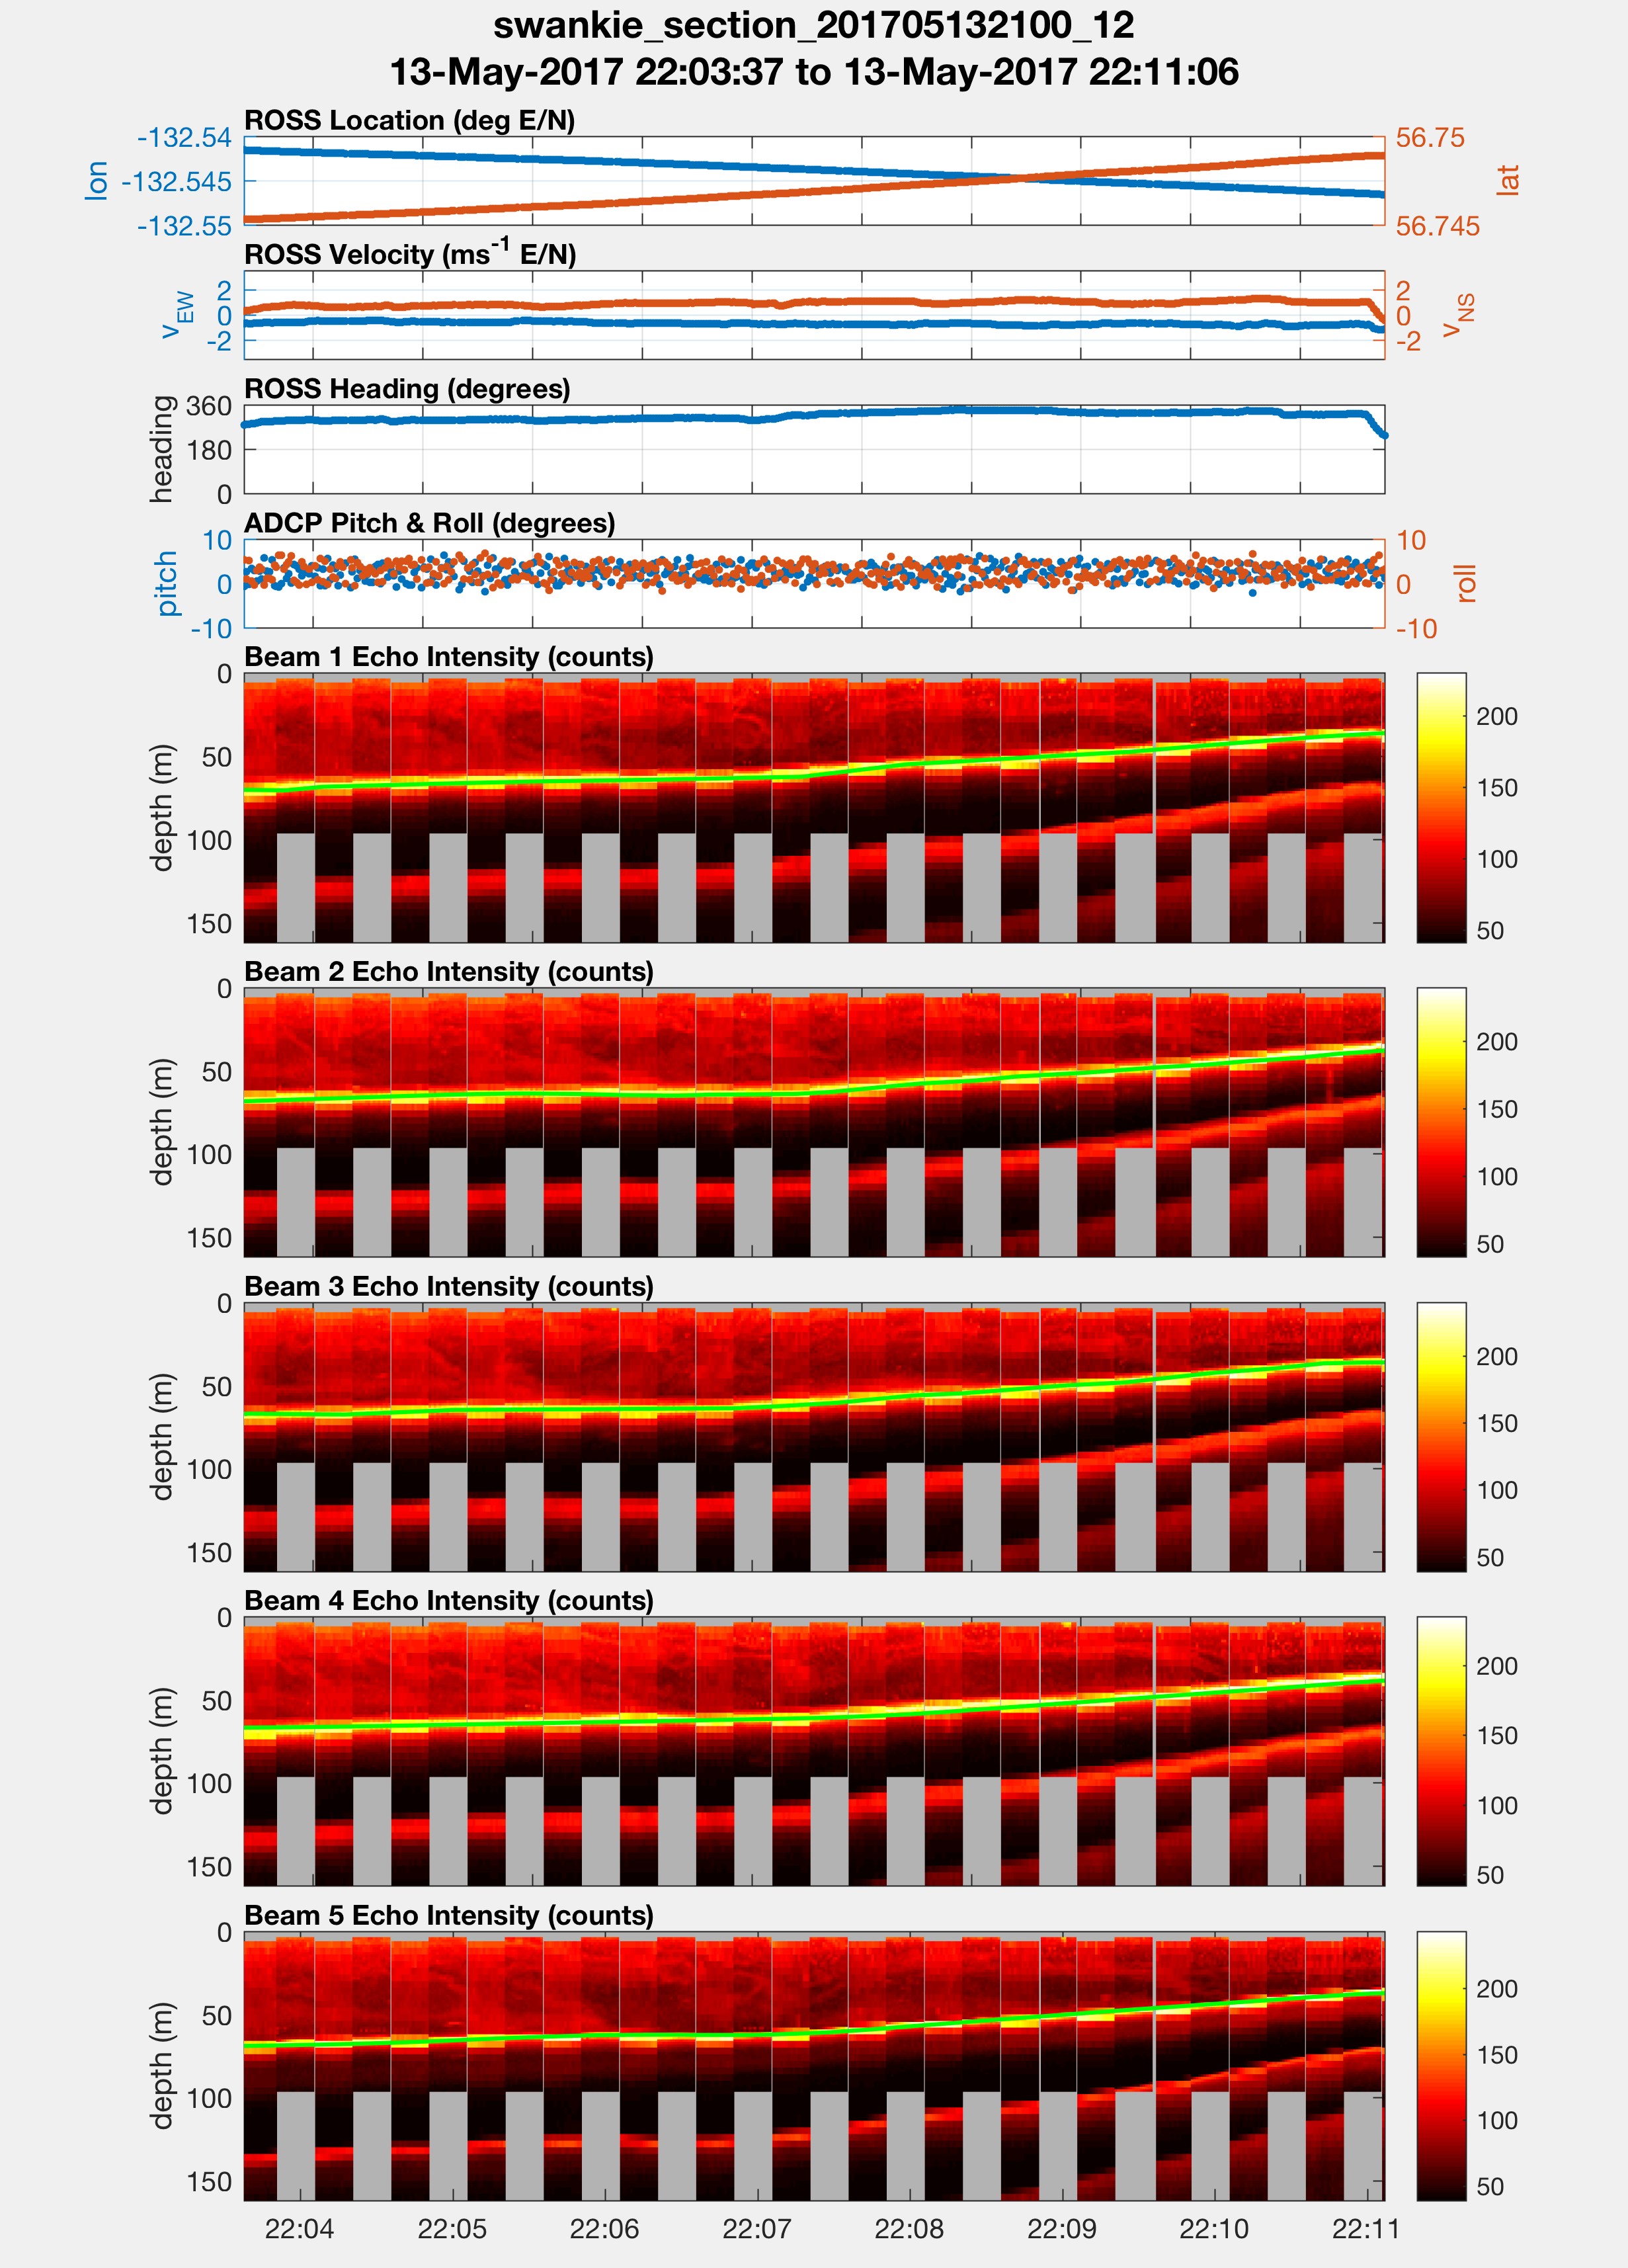 swankie_section_201705132100_12
13-May-2017 22:03:37 to 13-May-2017 22:11:06
ROSS Location (deg E/N)
-132.54
-132.545
-132.55
lon
56.75
56.745
lat
ROSS Velocity (ms-1 E/N)
2
0
-2
vEW
2
0
-2
vNS
ROSS Heading (degrees)
360
180
0
heading
ADCP Pitch & Roll (degrees)
10
0
-10
pitch
10
0
-10
roll
Beam 1 Echo Intensity (counts)
0
50
100
150
depth (m)
200
150
100
50
Beam 2 Echo Intensity (counts)
0
50
100
150
depth (m)
200
150
100
50
Beam 3 Echo Intensity (counts)
0
50
100
150
depth (m)
200
150
100
50
Beam 4 Echo Intensity (counts)
0
50
100
150
depth (m)
200
150
100
50
Beam 5 Echo Intensity (counts)
0
50
100
150
depth (m)
200
150
100
50
22:04 22:05 22:06 22:07 22:08 22:09 22:10 22:11